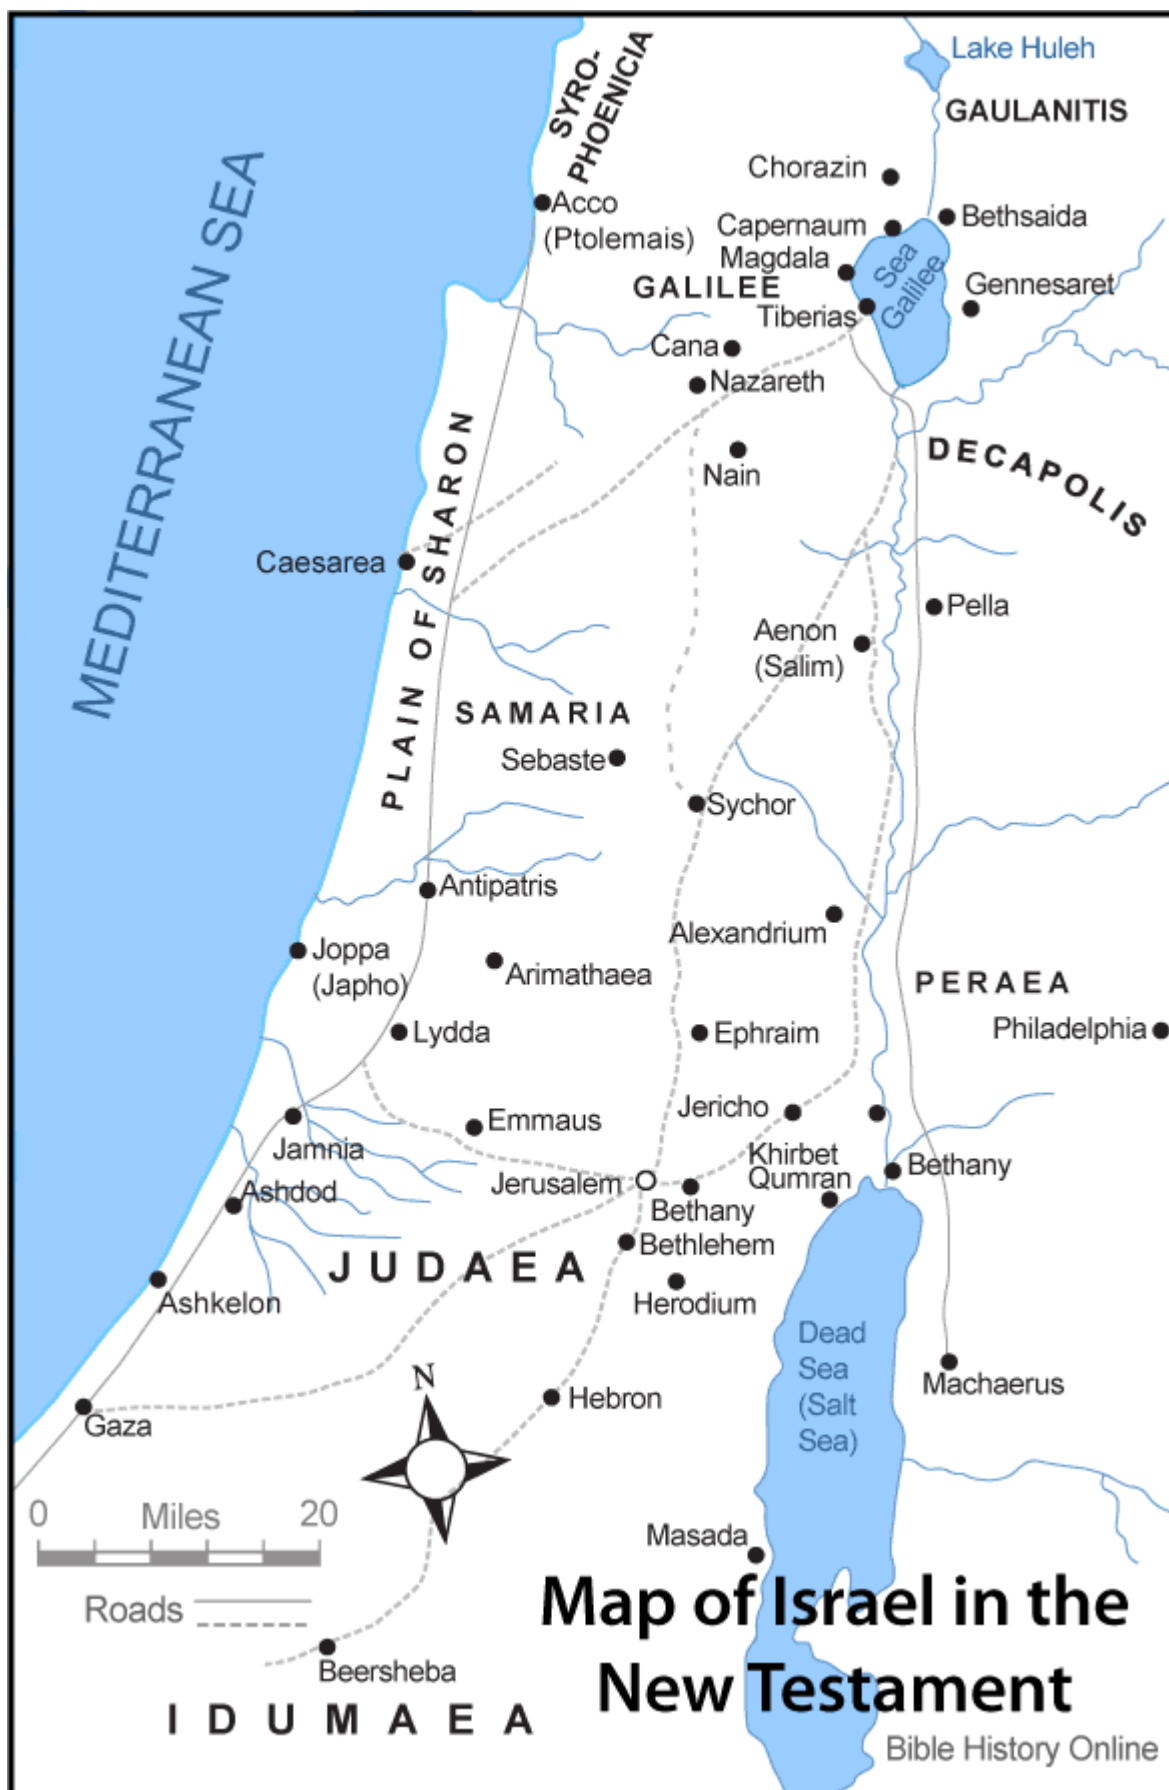 Lake Huleh
SYRO-
PHOENICIA
GAULANITIS
MEDITERRANEAN SEA
Chorazin
Acco
(Ptolemais)
Capernaum
Bethsaida
Magdala
Sea
Galilee
GALILEE
Gennesaret
Tiberias
Cana
Nazareth
DECAPOLIS
Nain
PLAIN OF SHARON
Caesarea
Pella
Aenon
(Salim)
SAMARIA
Sebaste
Sychor
Antipatris
Alexandrium
Joppa
(Japho)
Arimathaea
PERAEA
Lydda
Ephraim
Philadelphia
Jericho
Emmaus
Jamnia
Khirbet
Qumran
Bethany
Jerusalem
Ashdod
Bethany
Bethlehem
JUDAEA
Ashkelon
Herodium
Dead
Sea
(Salt
Sea)
Machaerus
N
Hebron
Gaza
0 Miles 20
Masada
Roads
Map of Israel in the
New Testament
Beersheba
IDUMAEA
Bible History Online